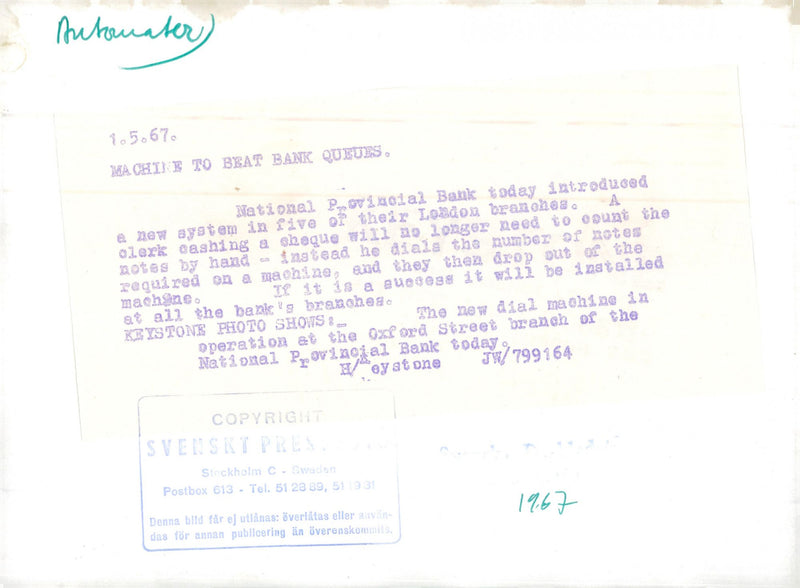 Automater)
1.5.67.
MACHINE TO BEAT BANK QUEUES.
National Provincial Bank today introduced
a new system in five of their London branches. A
clerk cashing a cheque will no longer need to count the
notes by hand - instead he dials the number of notes
required on a machine, and they then drop out of the
machine. If it is a success it will be installed
at all the bank's branches.
KEYSTONE PHOTO SHOWS:- The new dial machine in
operation at the Oxford Street branch of the
National Provincial Bank today.
H/Keystone JW/799164
COPYRIGHT
SVENSKT
Stockholm C - Sweden
Postbox 613 - Tel. 51 28 89, 51 19 31
Denna bild får ej utlånas: överlåtas eller använ-
das för annan publicering än överenskommits.
1967